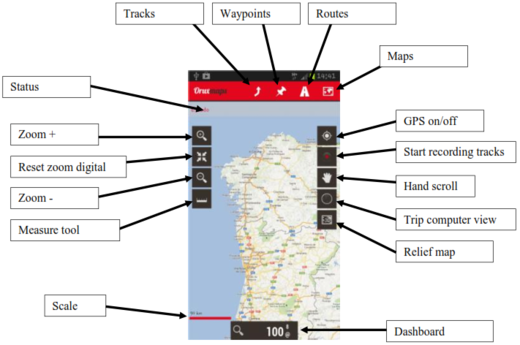 Tracks
Waypoints
Routes
Maps
14:41
Oruxmaps
Status
Zoom +
Reset zoom digital
Zoom -
Measure tool
GPS on/off
Start recording tracks
Hand scroll
Trip computer view
Relief map
Scale
100
Dashboard